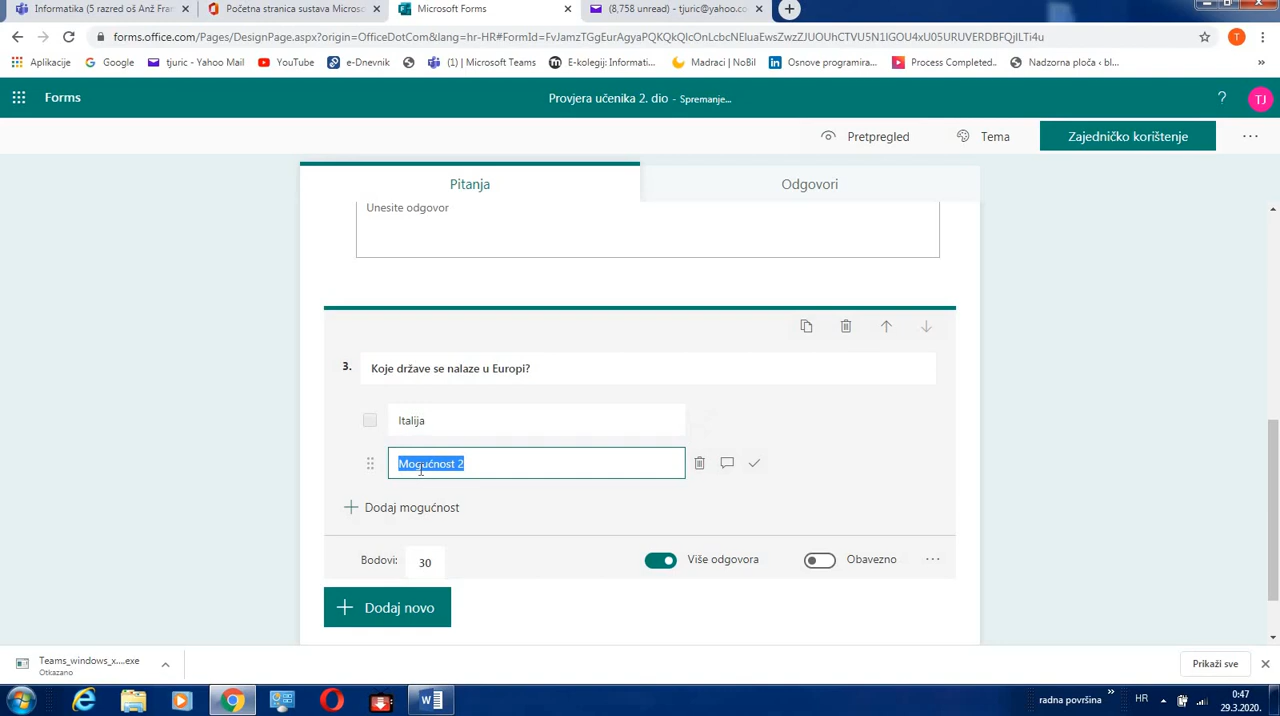 Informatika (5 razred oš Anž Fran
Početna stranica sustava Microso
Microsoft Forms
(8,758 unread) - tjuric@yahoo.co
forms.office.com/Pages/DesignPage.aspx?origin=OfficeDotCom&lang=hr-HR#FormId=
Aplikacije
Google
tjuric - Yahoo Mail
YouTube
e-Dnevnik
(1) | Microsoft Teams
E-kolegij: Informati...
Madraci | NoBil
Osnove programira...
Process Completed..
Nadzorna ploča ‹ bl...
»
T
Forms
Provjera učenika 2. dio - Spremanje...
?
TJ
Pretpregled
Tema
Zajedničko korištenje
...
Pitanja
Odgovori
Unesite odgovor
3. Koje države se nalaze u Europi?
Italija
Mogućnost 2
Dodaj mogućnost
Bodovi: 30
Više odgovora
Obavezno
...
Dodaj novo
Teams_windows_x....exe
Otkazano
Prikaži sve
radna površina
»
HR
0:47
29.3.2020.